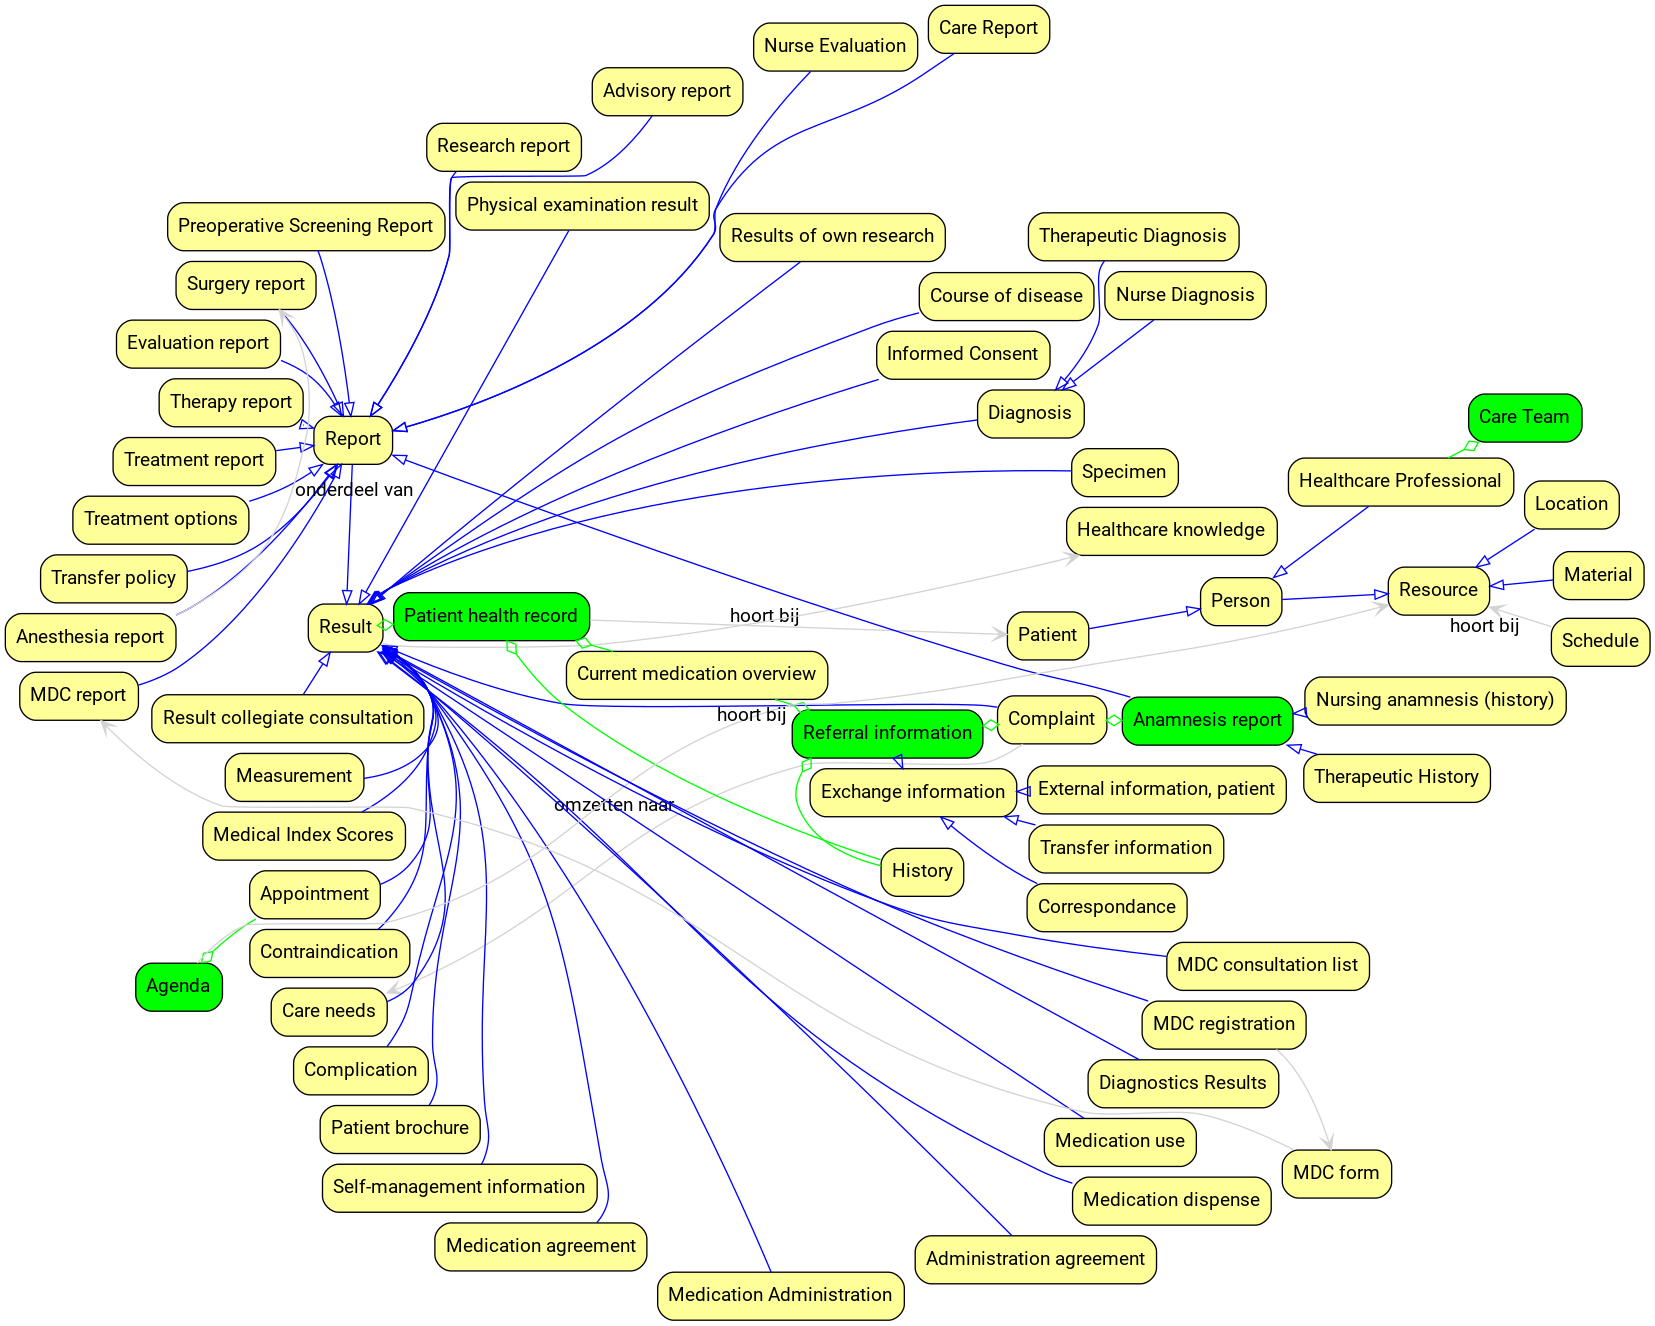 Care Report
Nurse Evaluation
Advisory report
Research report
Physical examination result
Preoperative Screening Report
Results of own research
Therapeutic Diagnosis
Surgery report
Course of disease
Nurse Diagnosis
Evaluation report
Informed Consent
Therapy report
Diagnosis
Care Team
Report
Treatment report
Specimen
Healthcare Professional
onderdeel van
Location
Treatment options
Healthcare knowledge
Transfer policy
Material
Resource
Person
Patient health record
hoort bij
Result
Patient
hoort bij
Anesthesia report
Schedule
Current medication overview
MDC report
Nursing anamnesis (history)
Result collegiate consultation
hoort bij
Complaint
Anamnesis report
Referral information
Measurement
Therapeutic History
Exchange information
External information, patient
omzetten naar
Medical Index Scores
Transfer information
History
Appointment
Correspondance
Contraindication
MDC consultation list
Agenda
Care needs
MDC registration
Complication
Diagnostics Results
Patient brochure
Medication use
MDC form
Self-management information
Medication dispense
Medication agreement
Administration agreement
Medication Administration